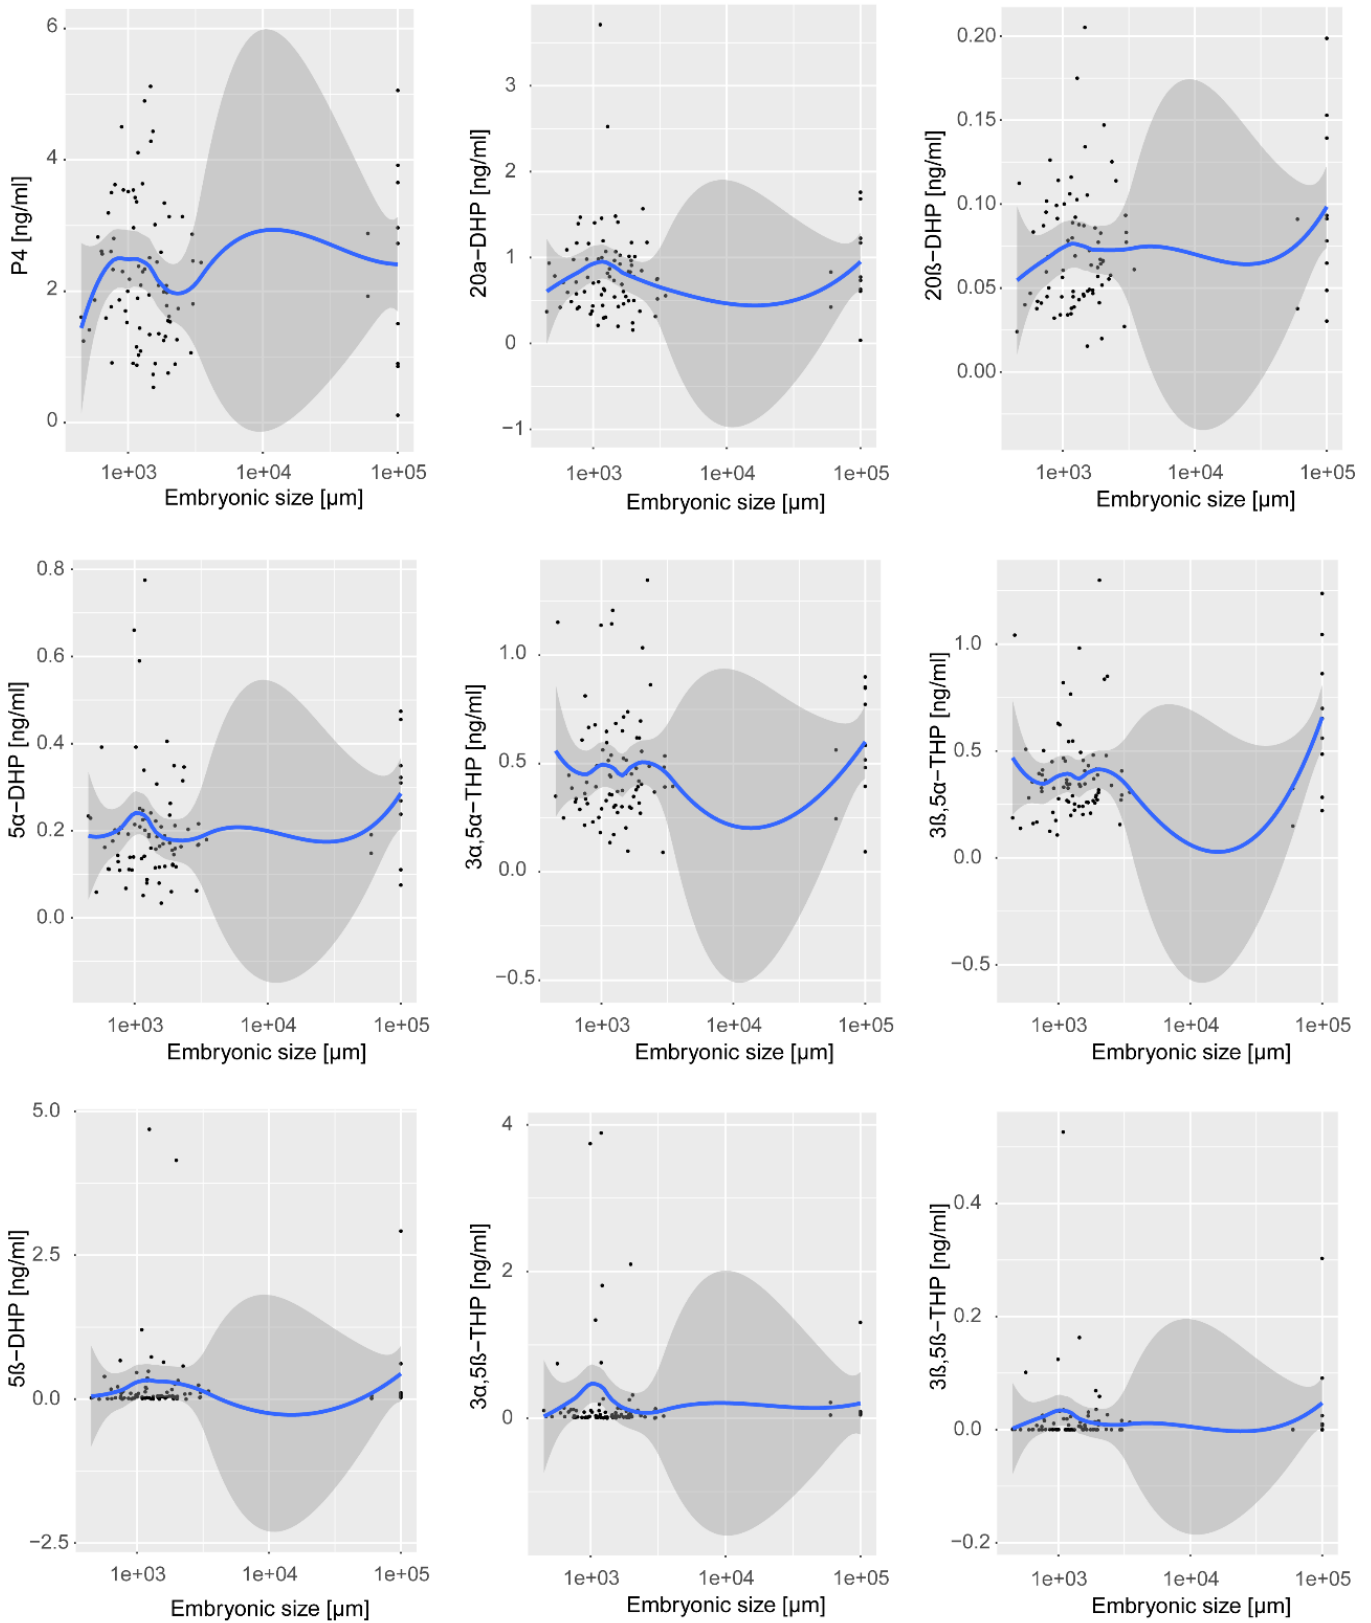 P4 [ng/ml]
6
4
2
0
1e+03 1e+04 1e+05
Embryonic size [µm]
20a−DHP [ng/ml]
3
2
1
0
−1
1e+03 1e+04 1e+05
Embryonic size [µm]
20ß−DHP [ng/ml]
0.20
0.15
0.10
0.05
0.00
1e+03 1e+04 1e+05
Embryonic size [µm]
5α−DHP [ng/ml]
0.8
0.6
0.4
0.2
0.0
1e+03 1e+04 1e+05
Embryonic size [µm]
3α,5α−THP [ng/ml]
1.0
0.5
0.0
−0.5
1e+03 1e+04 1e+05
Embryonic size [µm]
3ß,5α−THP [ng/ml]
1.0
0.5
0.0
−0.5
1e+03 1e+04 1e+05
Embryonic size [µm]
5ß−DHP [ng/ml]
5.0
2.5
0.0
−2.5
1e+03 1e+04 1e+05
Embryonic size [µm]
3α,5ß−THP [ng/ml]
4
2
0
1e+03 1e+04 1e+05
Embryonic size [µm]
3ß,5ß−THP [ng/ml]
0.4
0.2
0.0
−0.2
1e+03 1e+04 1e+05
Embryonic size [µm]